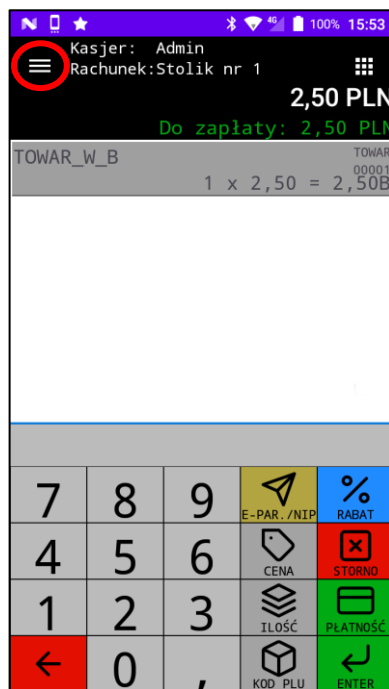 4G 100% 15:53
Kasjer: Admin
Rachunek:Stolik nr 1
2,50 PLN
Do zapłaty: 2,50 PLN
TOWAR_W_B TOWAR
00001
1 x 2,50 = 2,50B
7 8 9 E-PAR./NIP % RABAT
4 5 6 CENA STORNO
1 2 3 ILOŚĆ PŁATNOŚĆ
0 , KOD PLU ENTER